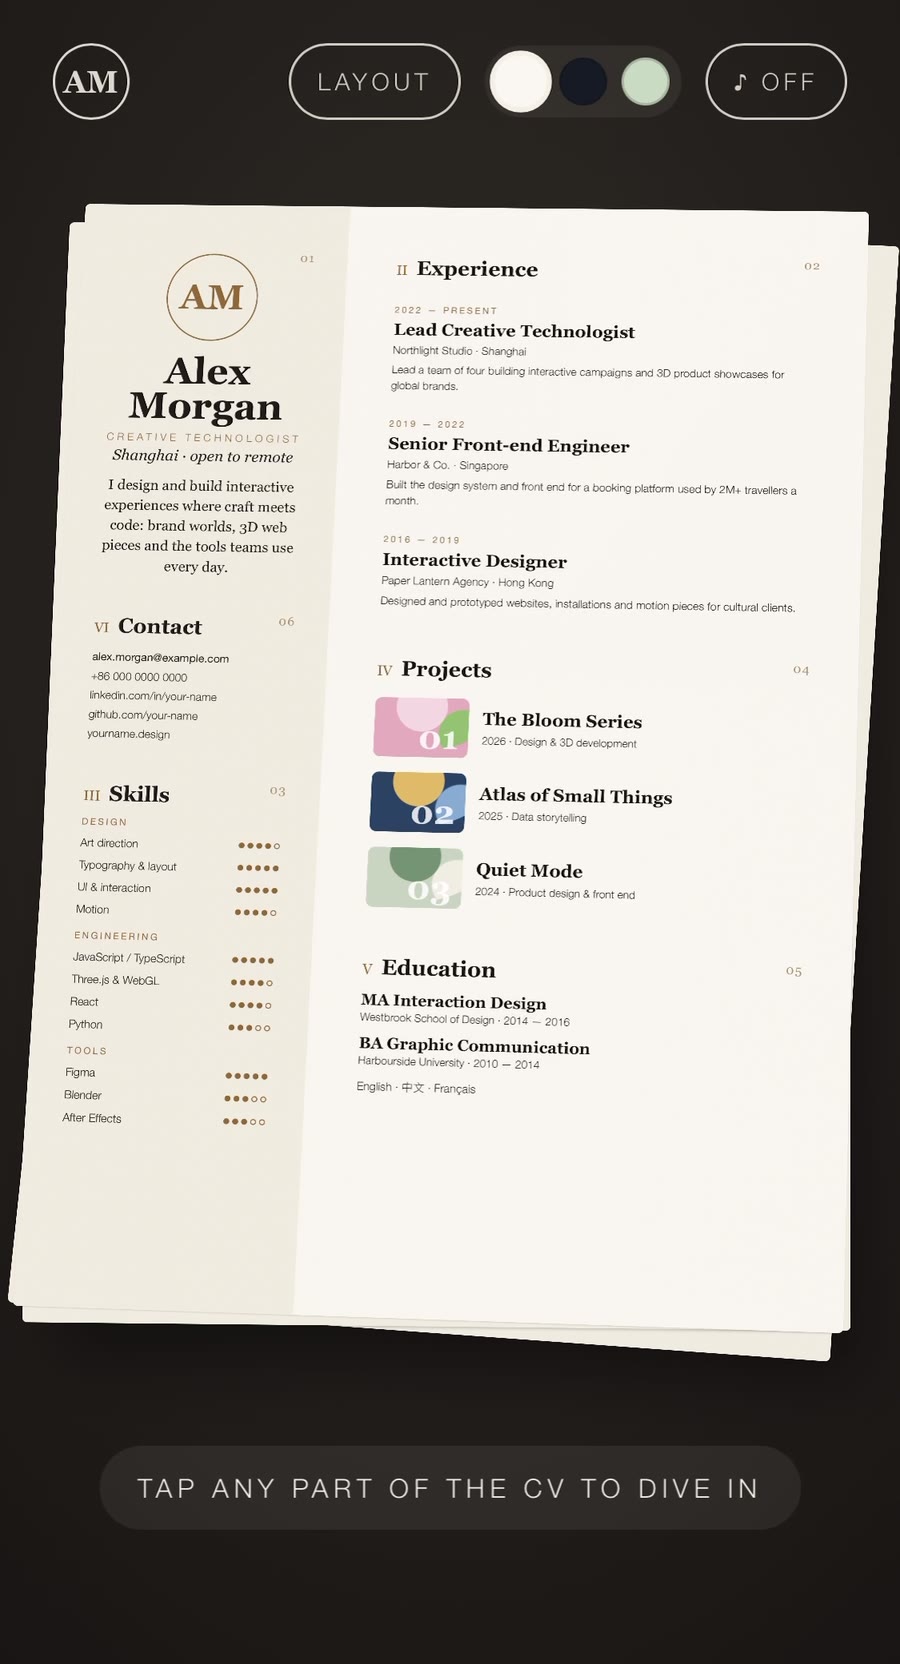 AM
LAYOUT
♪ OFF
01
AM
Alex
Morgan
CREATIVE TECHNOLOGIST
Shanghai · open to remote
I design and build interactive
experiences where craft meets
code: brand worlds, 3D web
pieces and the tools teams use
every day.
VI Contact
06
alex.morgan@example.com
+86 000 0000 0000
linkedin.com/in/your-name
github.com/your-name
yourname.design
III Skills
03
DESIGN
Art direction
Typography & layout
UI & interaction
Motion
ENGINEERING
JavaScript / TypeScript
Three.js & WebGL
React
Python
TOOLS
Figma
Blender
After Effects
II Experience
02
2022 — PRESENT
Lead Creative Technologist
Northlight Studio · Shanghai
Lead a team of four building interactive campaigns and 3D product showcases for
global brands.
2019 — 2022
Senior Front-end Engineer
Harbor & Co. · Singapore
Built the design system and front end for a booking platform used by 2M+ travellers a
month.
2016 — 2019
Interactive Designer
Paper Lantern Agency · Hong Kong
Designed and prototyped websites, installations and motion pieces for cultural clients.
IV Projects
04
01
The Bloom Series
2026 · Design & 3D development
02
Atlas of Small Things
2025 · Data storytelling
03
Quiet Mode
2024 · Product design & front end
V Education
05
MA Interaction Design
Westbrook School of Design · 2014 — 2016
BA Graphic Communication
Harbourside University · 2010 — 2014
English · 中文 · Français
TAP ANY PART OF THE CV TO DIVE IN